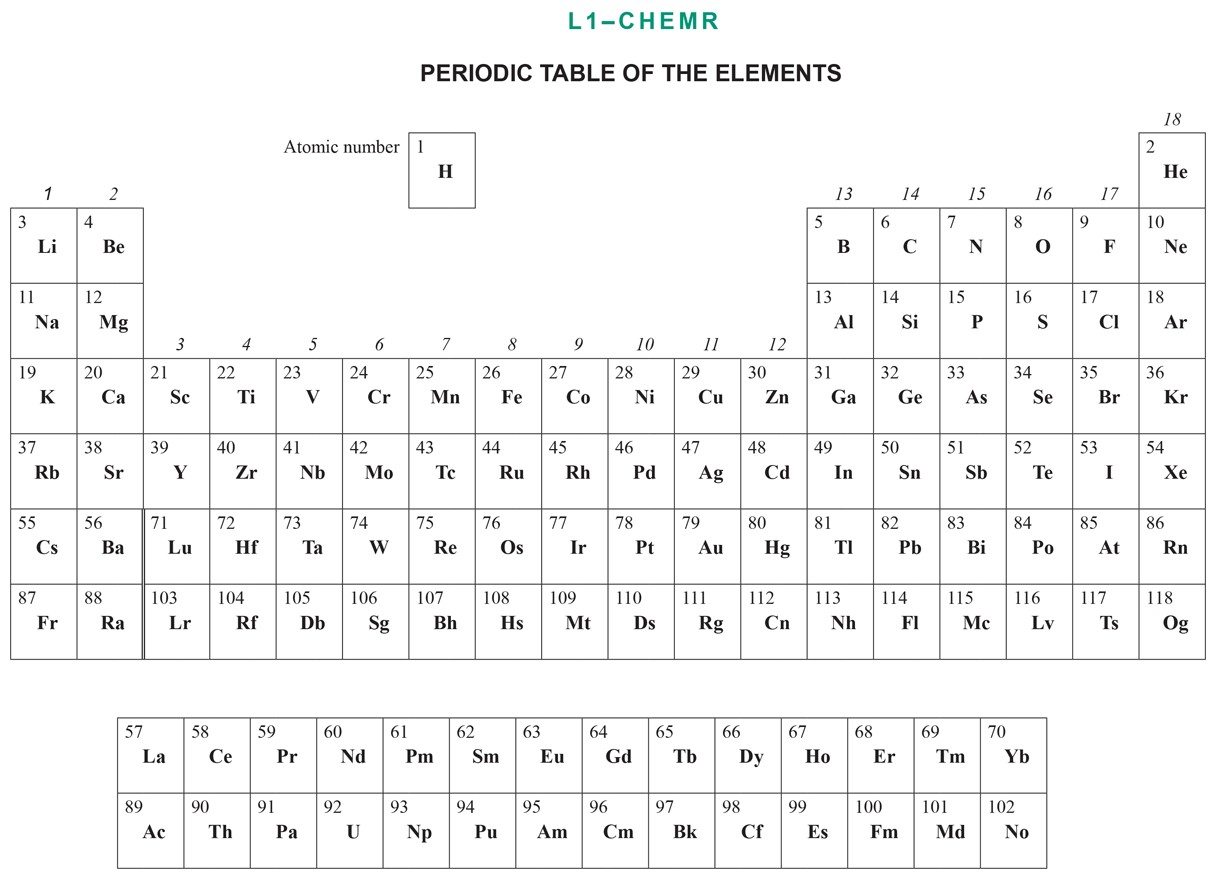 L1–CHEMR
PERIODIC TABLE OF THE ELEMENTS
18
Atomic number 1 2
H He
1 2 13 14 15 16 17
3 4 5 6 7 8 9 10
Li Be B C N O F Ne
11 12 13 14 15 16 17 18
Na Mg Al Si P S Cl Ar
3 4 5 6 7 8 9 10 11 12
19 20 21 22 23 24 25 26 27 28 29 30 31 32 33 34 35 36
K Ca Sc Ti V Cr Mn Fe Co Ni Cu Zn Ga Ge As Se Br Kr
37 38 39 40 41 42 43 44 45 46 47 48 49 50 51 52 53 54
Rb Sr Y Zr Nb Mo Tc Ru Rh Pd Ag Cd In Sn Sb Te I Xe
55 56 71 72 73 74 75 76 77 78 79 80 81 82 83 84 85 86
Cs Ba Lu Hf Ta W Re Os Ir Pt Au Hg Tl Pb Bi Po At Rn
87 88 103 104 105 106 107 108 109 110 111 112 113 114 115 116 117 118
Fr Ra Lr Rf Db Sg Bh Hs Mt Ds Rg Cn Nh Fl Mc Lv Ts Og
57 58 59 60 61 62 63 64 65 66 67 68 69 70
La Ce Pr Nd Pm Sm Eu Gd Tb Dy Ho Er Tm Yb
89 90 91 92 93 94 95 96 97 98 99 100 101 102
Ac Th Pa U Np Pu Am Cm Bk Cf Es Fm Md No